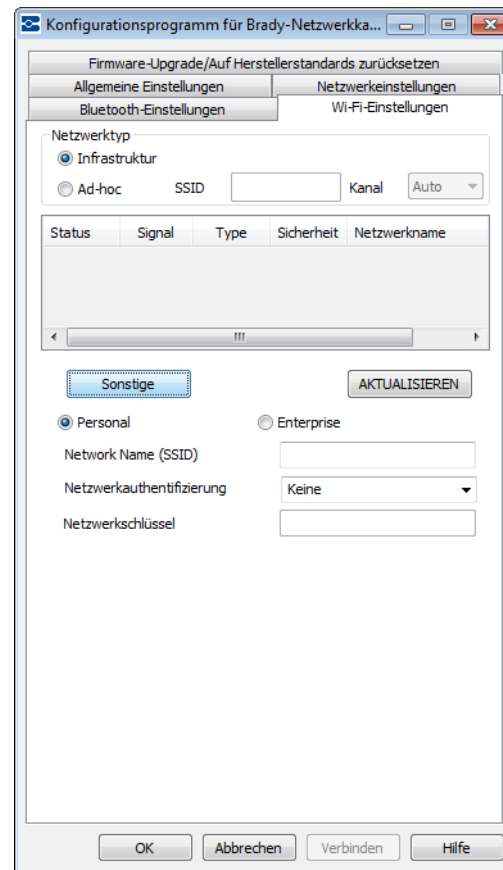 Konfigurationsprogramm für Brady-Netzwerkka...
Firmware-Upgrade/Auf Herstellerstandards zurücksetzen
Allgemeine Einstellungen Netzwerkeinstellungen
Bluetooth-Einstellungen Wi-Fi-Einstellungen
Netzwerktyp
Infrastruktur
Ad-hoc SSID Kanal Auto
Status Signal Type Sicherheit Netzwerkname
Sonstige AKTUALISIEREN
Personal Enterprise
Network Name (SSID)
Netzwerkauthentifizierung Keine
Netzwerkschlüssel
OK Abbrechen Verbinden Hilfe